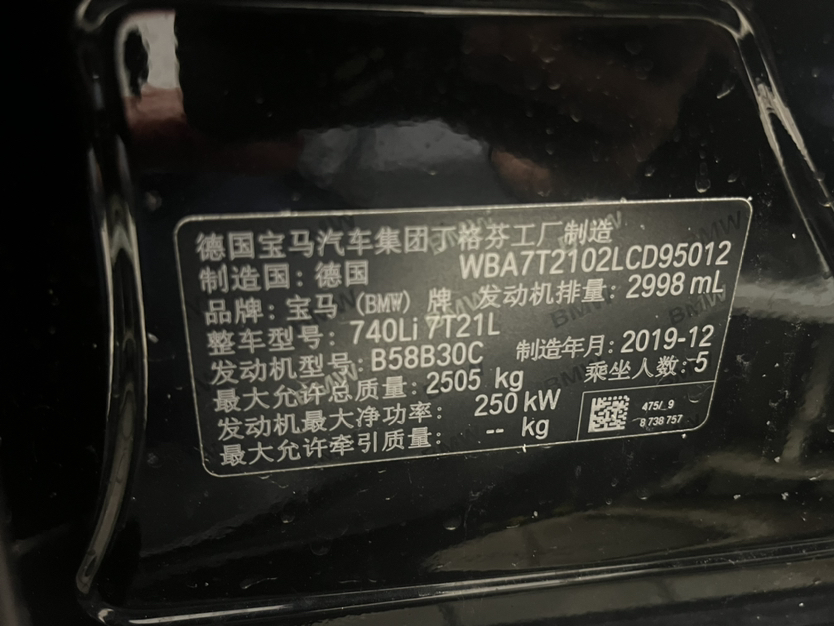 德国宝马汽车集团丁格芬工厂制造
制造国：德国 WBA7T2102LCD95012
品牌：宝马 (BMW) 牌 发动机排量：2998 mL
整车型号：740Li 7T21L
发动机型号：B58B30C 制造年月：2019-12
最大允许总质量：2505 kg 乘坐人数：5
发动机最大净功率：250 kW
最大允许牵引质量：-- kg
475/_9
8 738 757